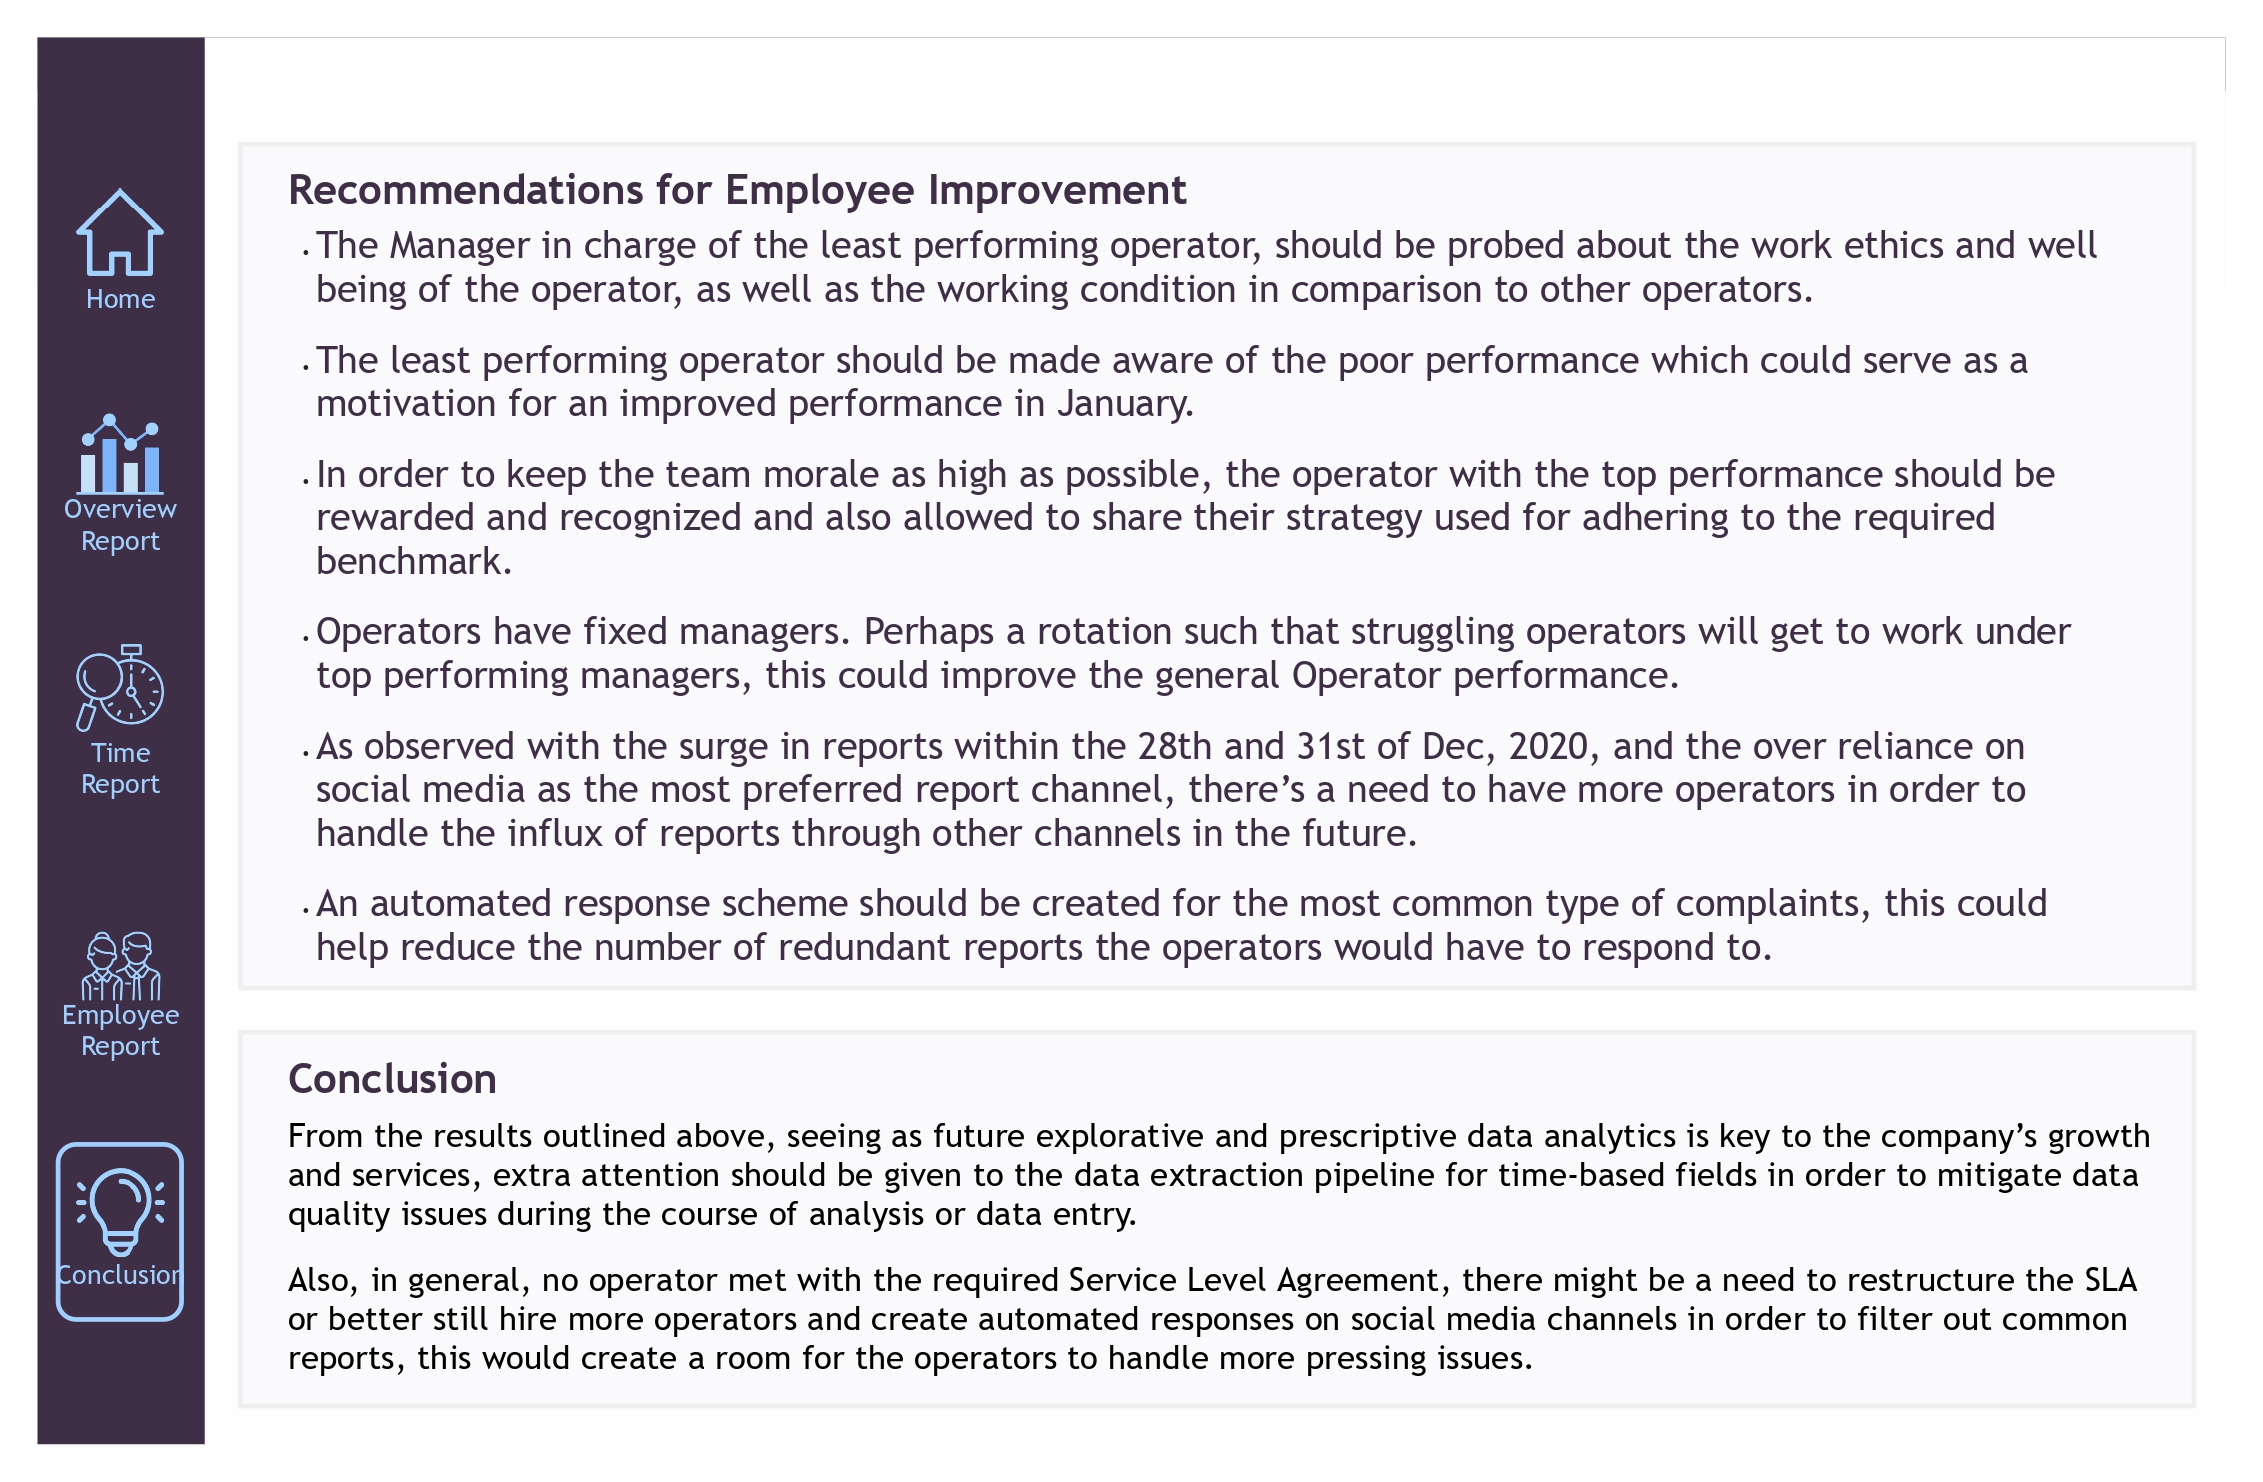 Home
Overview
Report
Time
Report
Employee
Report
Conclusion
Recommendations for Employee Improvement
• The Manager in charge of the least performing operator, should be probed about the work ethics and well
being of the operator, as well as the working condition in comparison to other operators.
• The least performing operator should be made aware of the poor performance which could serve as a
motivation for an improved performance in January.
• In order to keep the team morale as high as possible, the operator with the top performance should be
rewarded and recognized and also allowed to share their strategy used for adhering to the required
benchmark.
• Operators have fixed managers. Perhaps a rotation such that struggling operators will get to work under
top performing managers, this could improve the general Operator performance.
• As observed with the surge in reports within the 28th and 31st of Dec, 2020, and the over reliance on
social media as the most preferred report channel, there’s a need to have more operators in order to
handle the influx of reports through other channels in the future.
• An automated response scheme should be created for the most common type of complaints, this could
help reduce the number of redundant reports the operators would have to respond to.
Conclusion
From the results outlined above, seeing as future explorative and prescriptive data analytics is key to the company’s growth
and services, extra attention should be given to the data extraction pipeline for time-based fields in order to mitigate data
quality issues during the course of analysis or data entry.
Also, in general, no operator met with the required Service Level Agreement, there might be a need to restructure the SLA
or better still hire more operators and create automated responses on social media channels in order to filter out common
reports, this would create a room for the operators to handle more pressing issues.